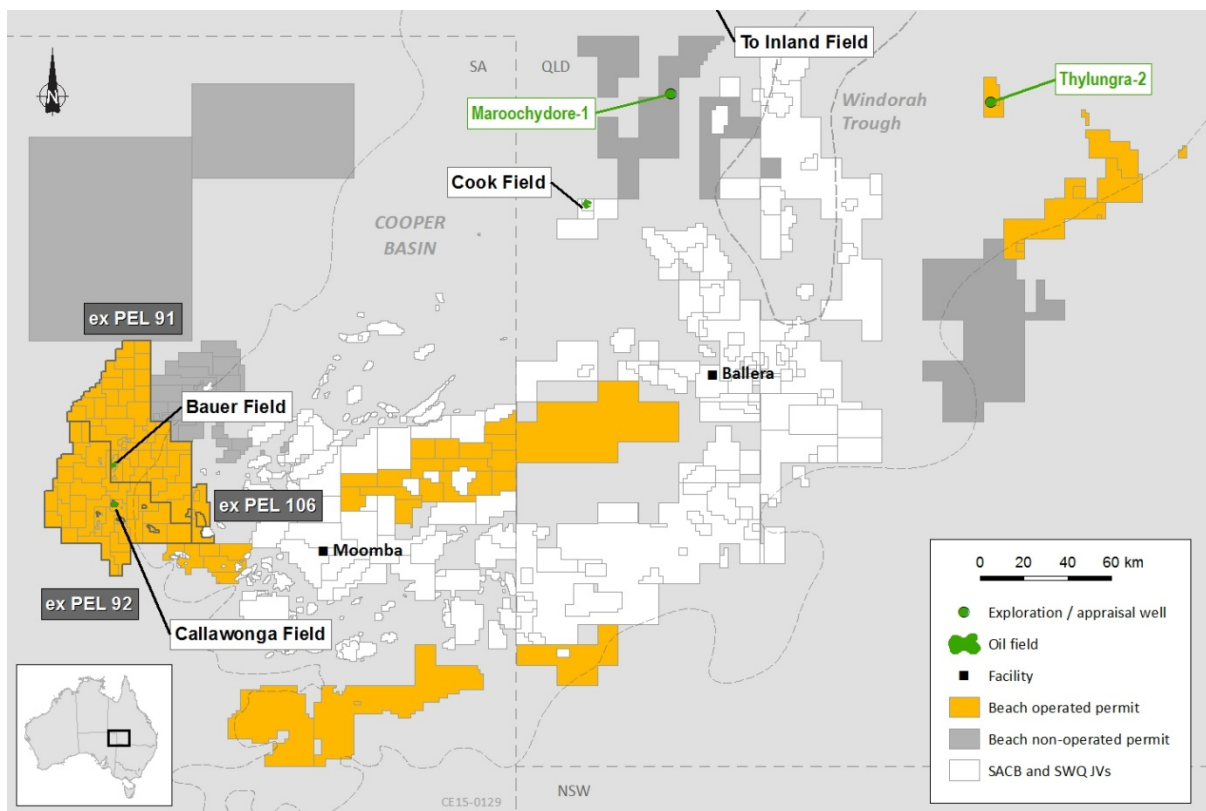 To Inland Field
SA
QLD
Maroochydore-1
Windorah
Trough
Thylungra-2
Cook Field
COOPER
BASIN
ex PEL 91
Bauer Field
Ballera
ex PEL 106
Moomba
ex PEL 92
Callawonga Field
0 20 40 60 km
Exploration / appraisal well
Oil field
Facility
Beach operated permit
Beach non-operated permit
SACB and SWQ JVs
CE15-0129
NSW
N